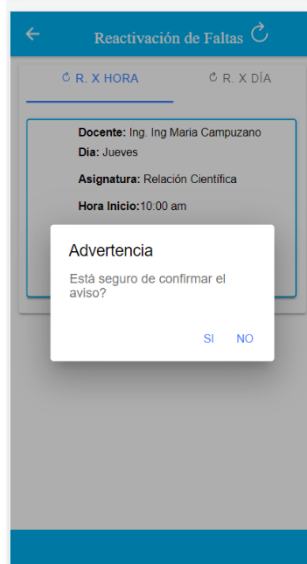 Reactivación de Faltas
R. X HORA R. X DÍA
Docente: Ing. Ing Maria Campuzano
Día: Jueves
Asignatura: Relación Científica
Hora Inicio:10:00 am
Advertencia
Está seguro de confirmar el
aviso?
SI NO